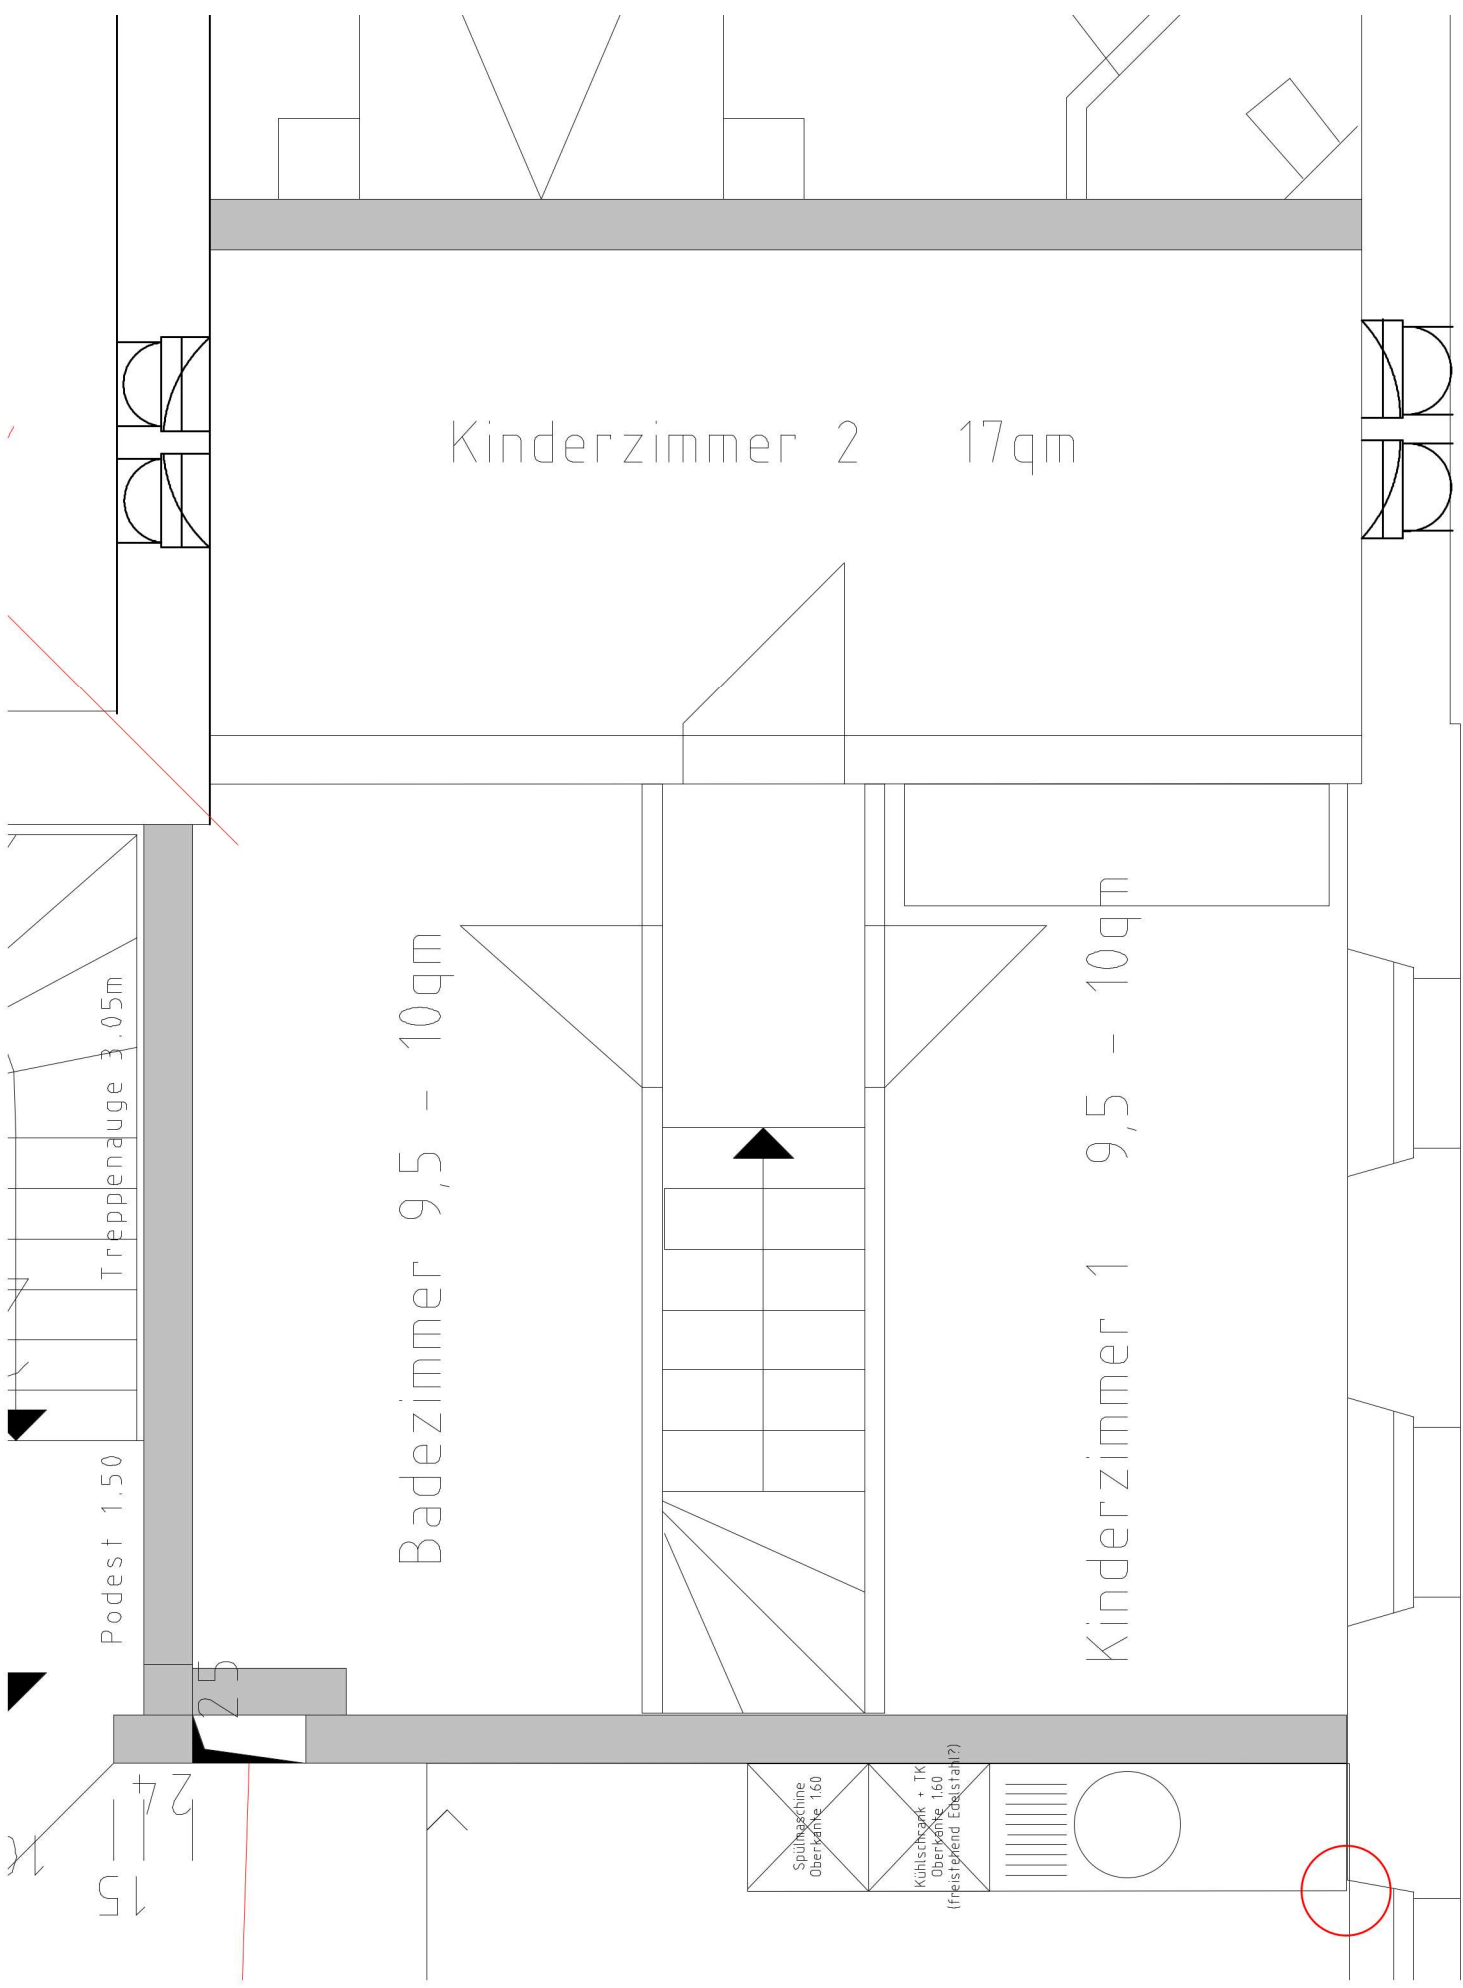 Kinderzimmer 2 17qm
Treppenauge 3.05m
Podest 1.50
Badezimmer 9,5 - 10qm
Kinderzimmer 1 9,5 - 10qm
25
24
15
Spülmaschine
Oberkante 1.60
Kühlschrank + TK
Oberkante 1.60
(freistehend Edelstahl?)